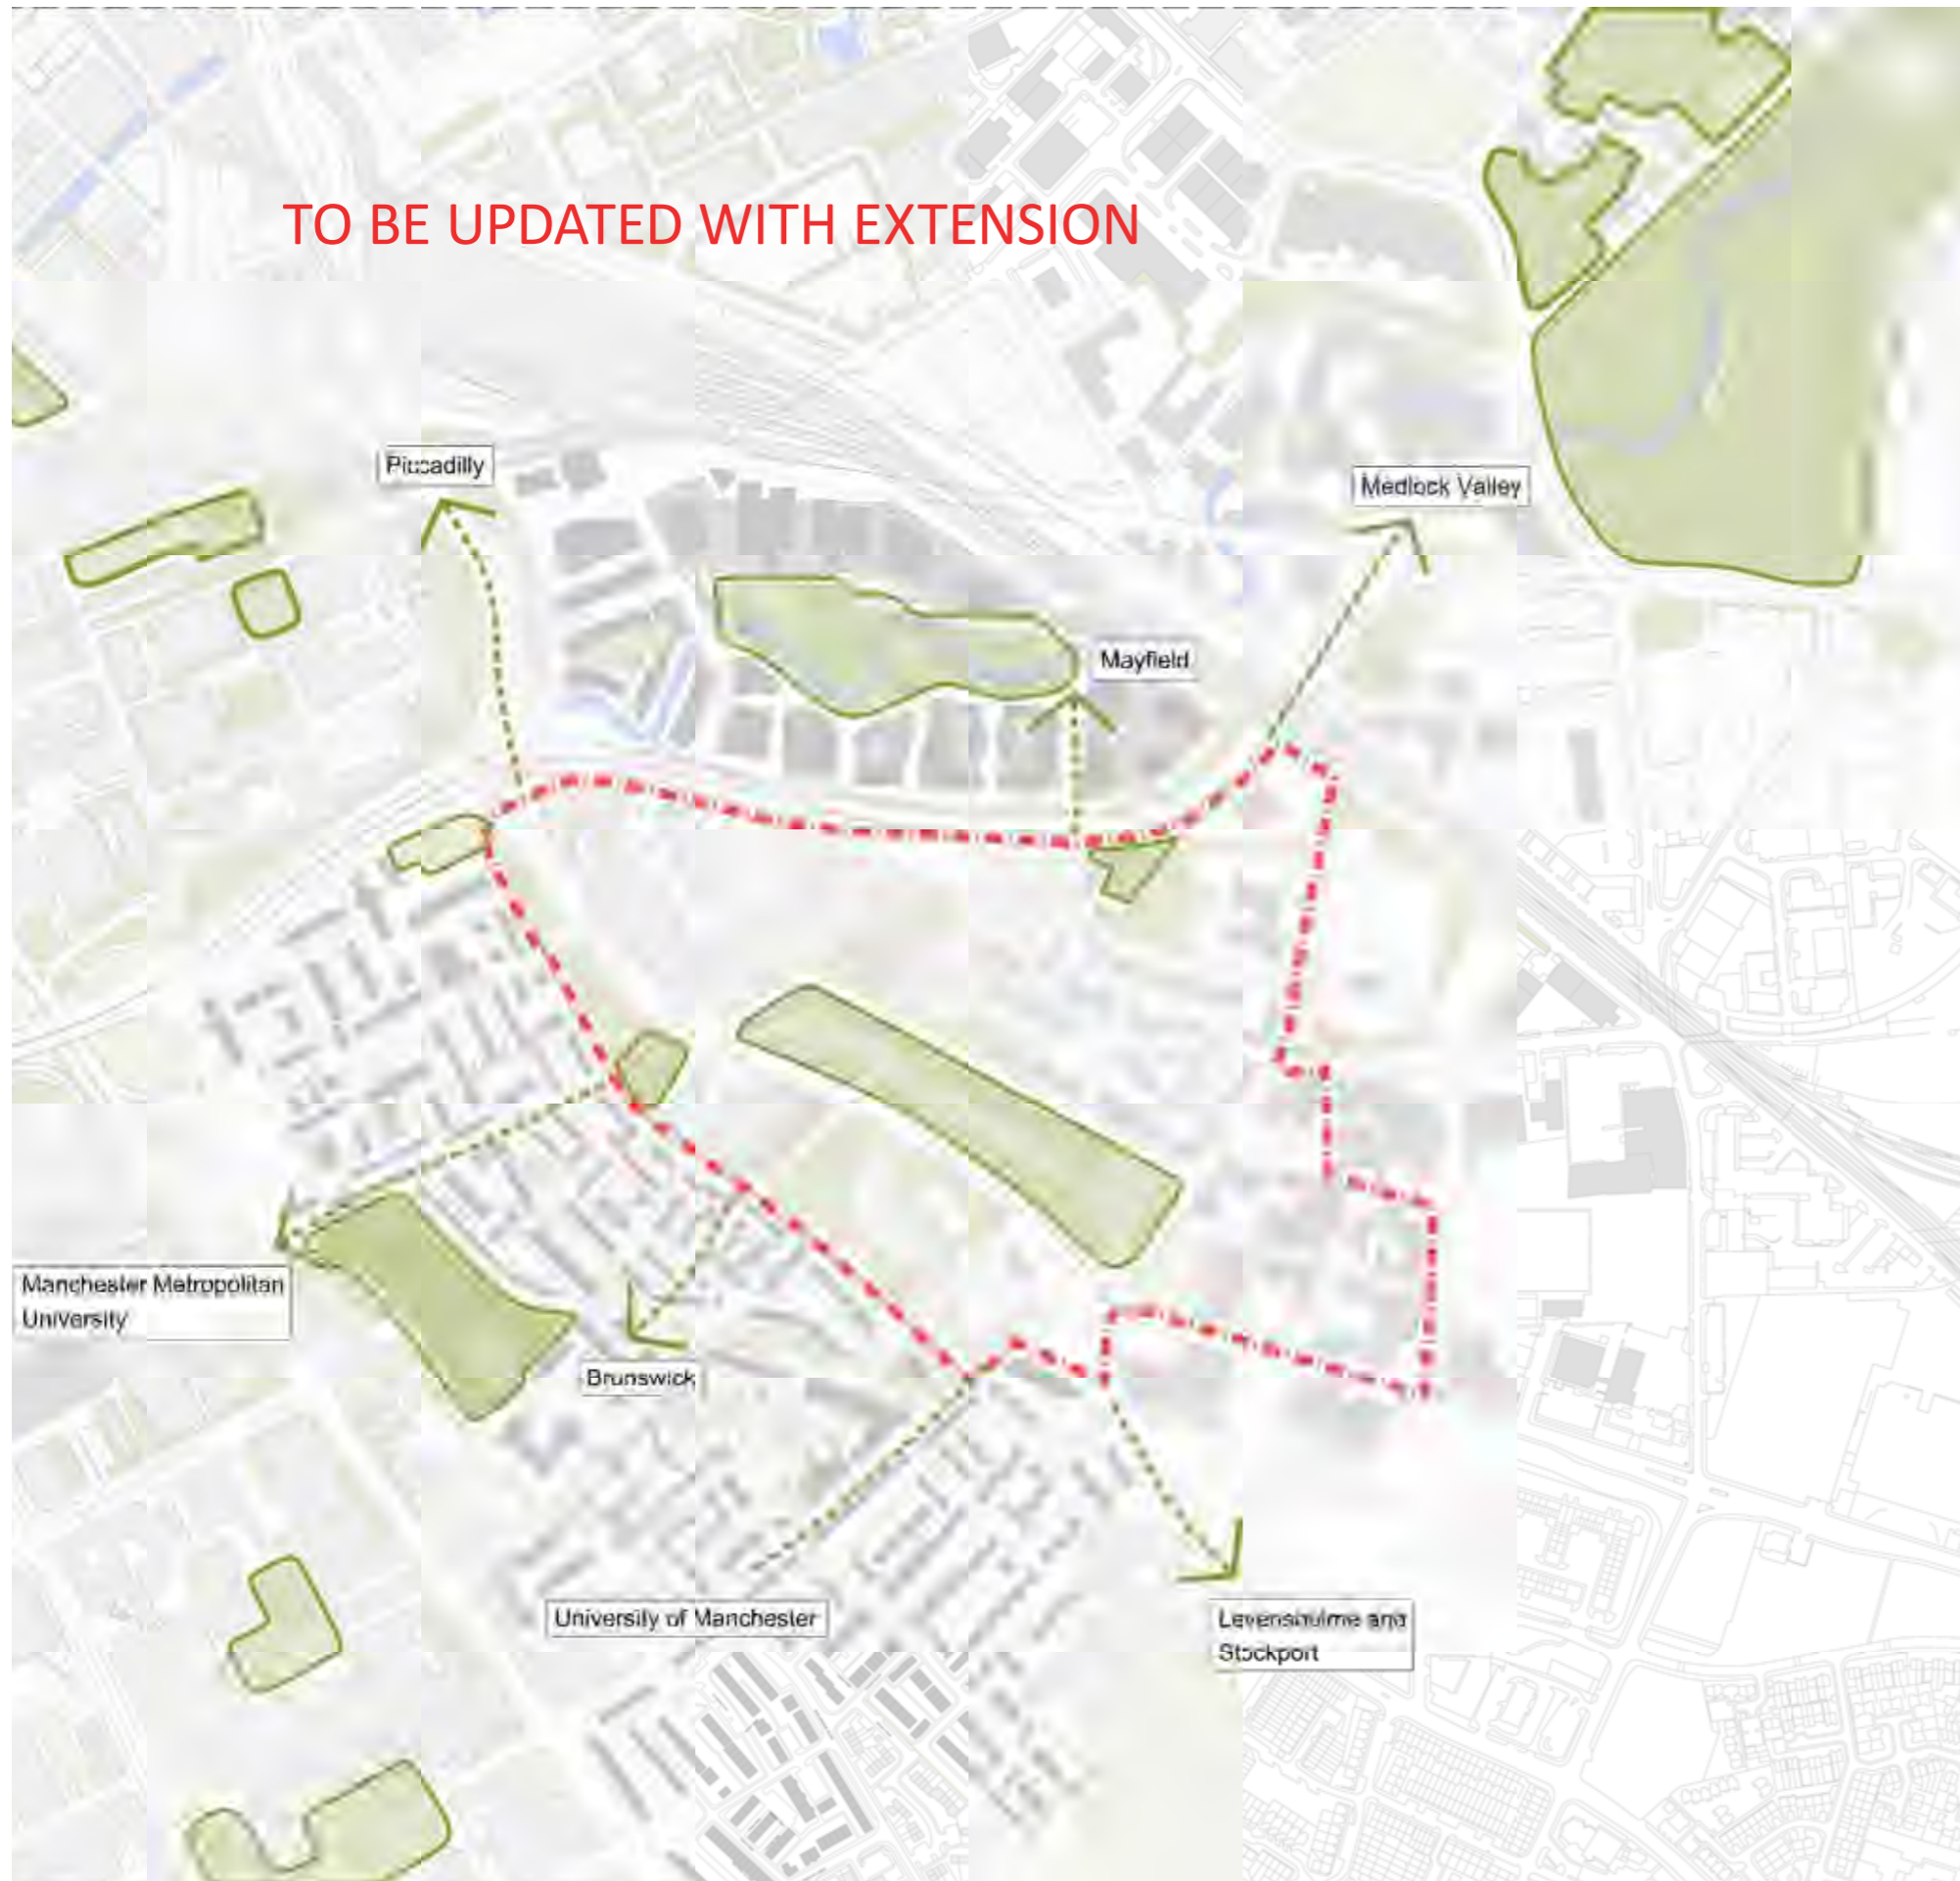 TO BE UPDATED WITH EXTENSION
Piccadilly
Medlock Valley
Mayfield
Manchester Metropolitan
University
Brunswick
University of Manchester
Levenshulme and
Stockport